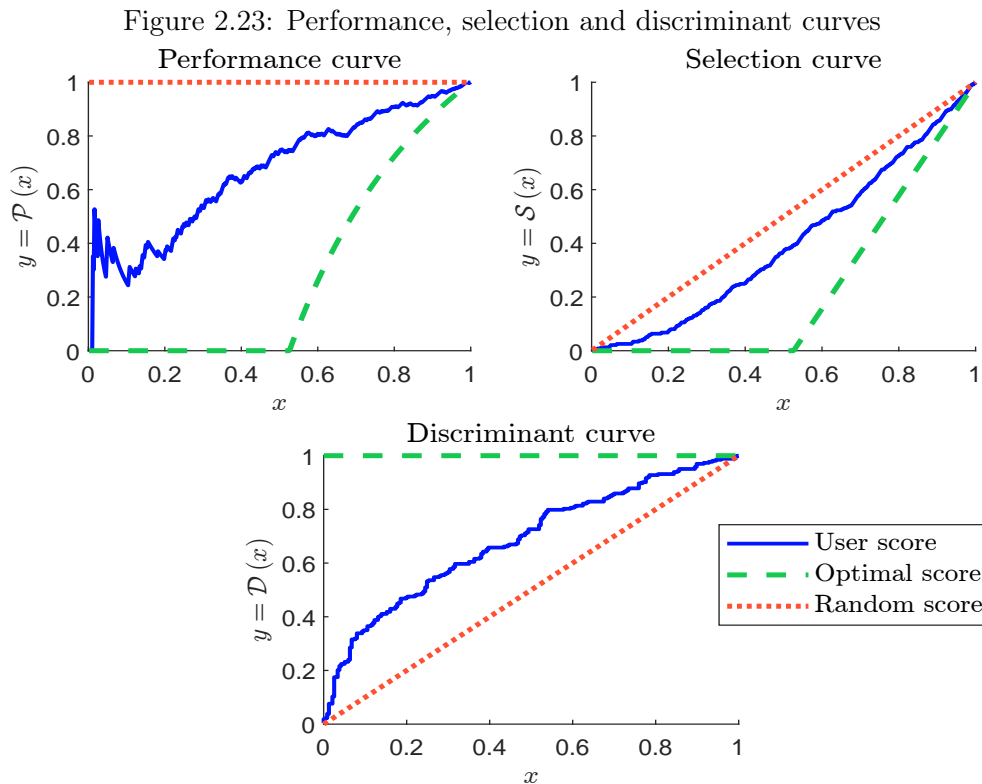 Figure 2.23: Performance, selection and discriminant curves
Performance curve
1
0.8
0.6
0.4
0.2
0
y = P (x)
0 0.2 0.4 0.6 0.8 1
x
Selection curve
1
0.8
0.6
0.4
0.2
0
y = S (x)
0 0.2 0.4 0.6 0.8 1
x
Discriminant curve
1
0.8
0.6
0.4
0.2
0
y = D (x)
0 0.2 0.4 0.6 0.8 1
x
User score
Optimal score
Random score